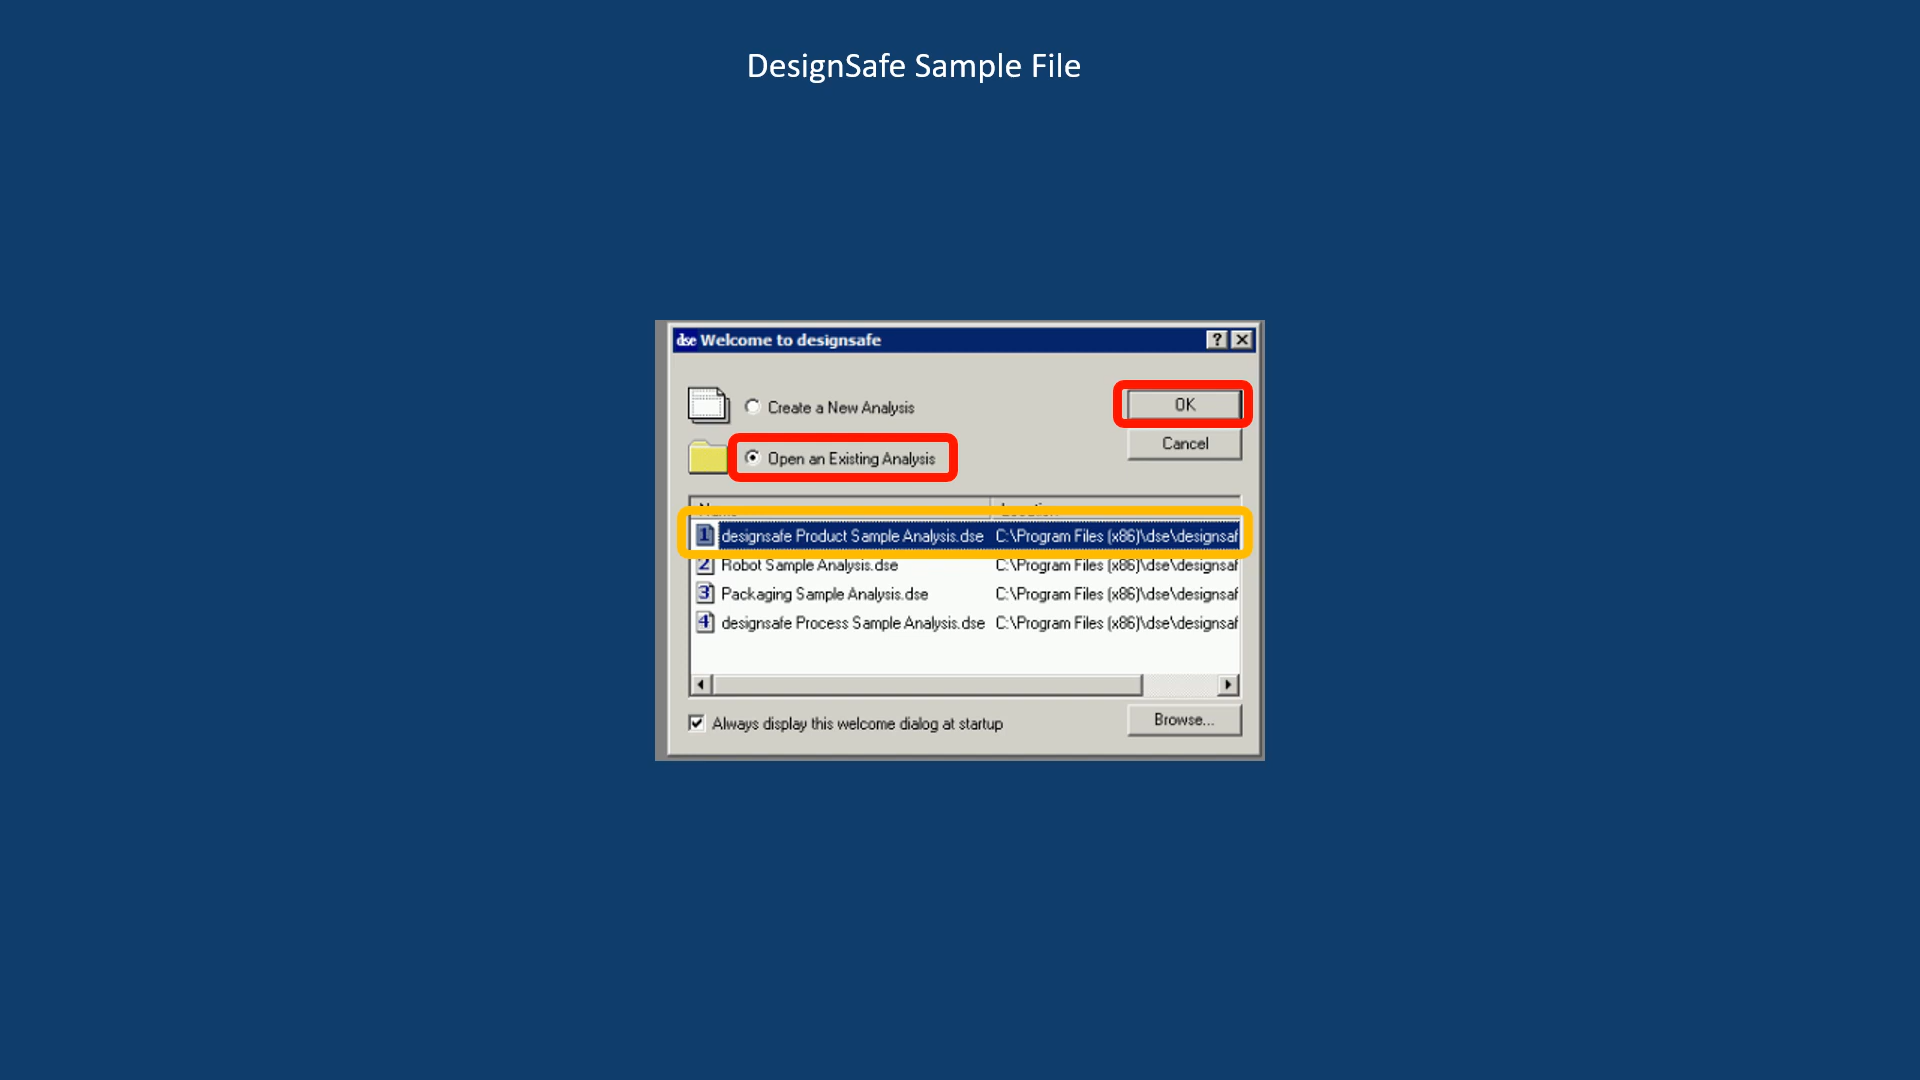 DesignSafe Sample File
dse Welcome to designsafe
Create a New Analysis
OK
Cancel
Open an Existing Analysis
1 designsafe Product Sample Analysis.dse C:\Program Files (x86)\dse\designsaf
2 Robot Sample Analysis.dse C:\Program Files (x86)\dse\designsaf
3 Packaging Sample Analysis.dse C:\Program Files (x86)\dse\designsaf
4 designsafe Process Sample Analysis.dse C:\Program Files (x86)\dse\designsaf
Always display this welcome dialog at startup
Browse...